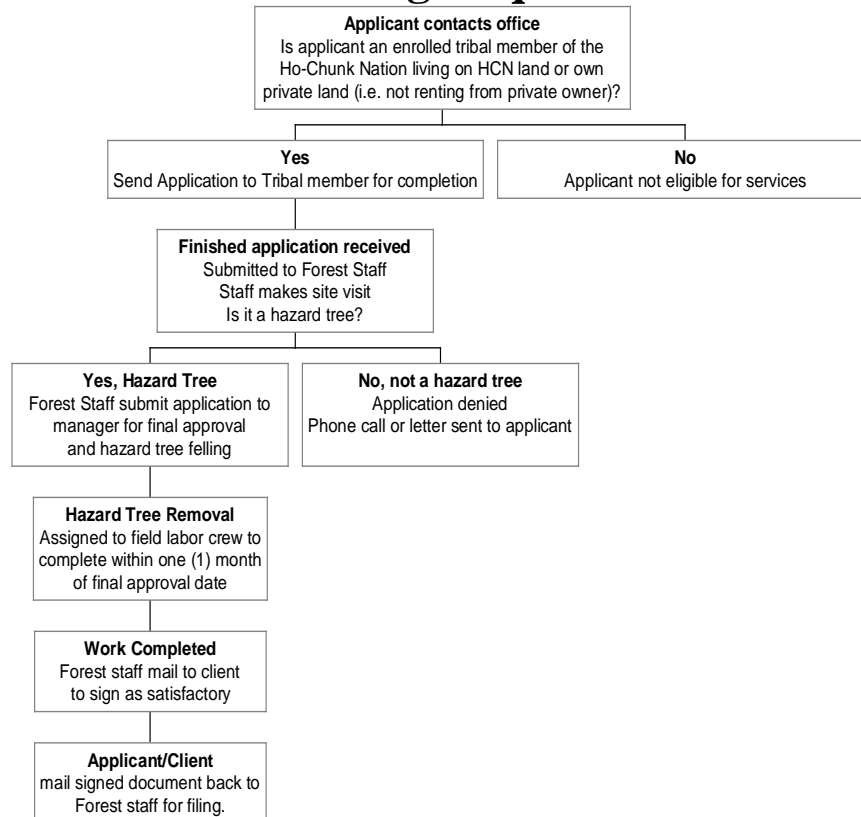 Applicant contacts office
Is applicant an enrolled tribal member of the
Ho-Chunk Nation living on HCN land or own
private land (i.e. not renting from private owner)?
Yes
Send Application to Tribal member for completion
No
Applicant not eligible for services
Finished application received
Submitted to Forest Staff
Staff makes site visit
Is it a hazard tree?
Yes, Hazard Tree
Forest Staff submit application to
manager for final approval
and hazard tree felling
No, not a hazard tree
Application denied
Phone call or letter sent to applicant
Hazard Tree Removal
Assigned to field labor crew to
complete within one (1) month
of final approval date
Work Completed
Forest staff mail to client
to sign as satisfactory
Applicant/Client
mail signed document back to
Forest staff for filing.